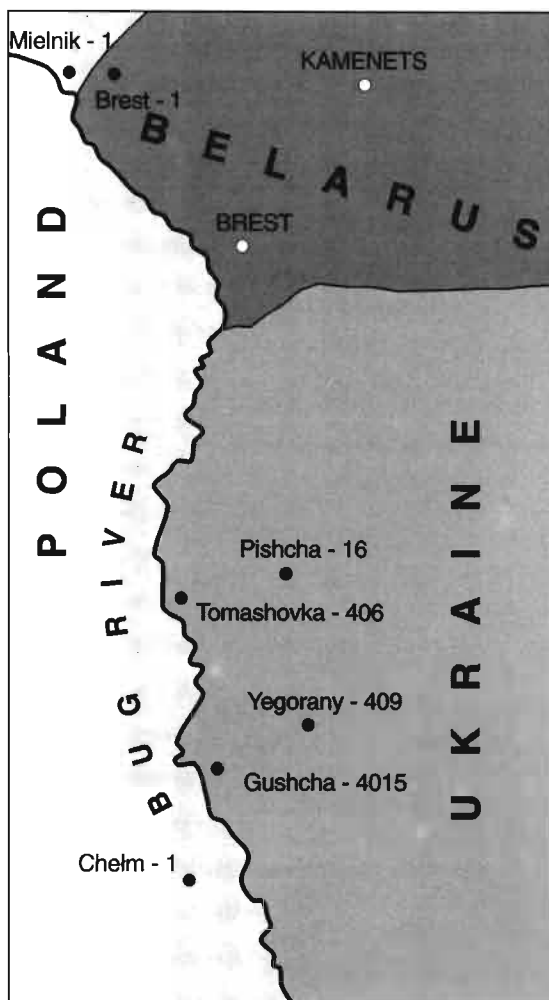 Mielnik - 1
Brest - 1
KAMENETS
BELARUS
BREST
POLAND
BUG RIVER
UKRAINE
Pishcha - 16
Tomashovka - 406
Yegorany - 409
Gushcha - 4015
Chełm - 1